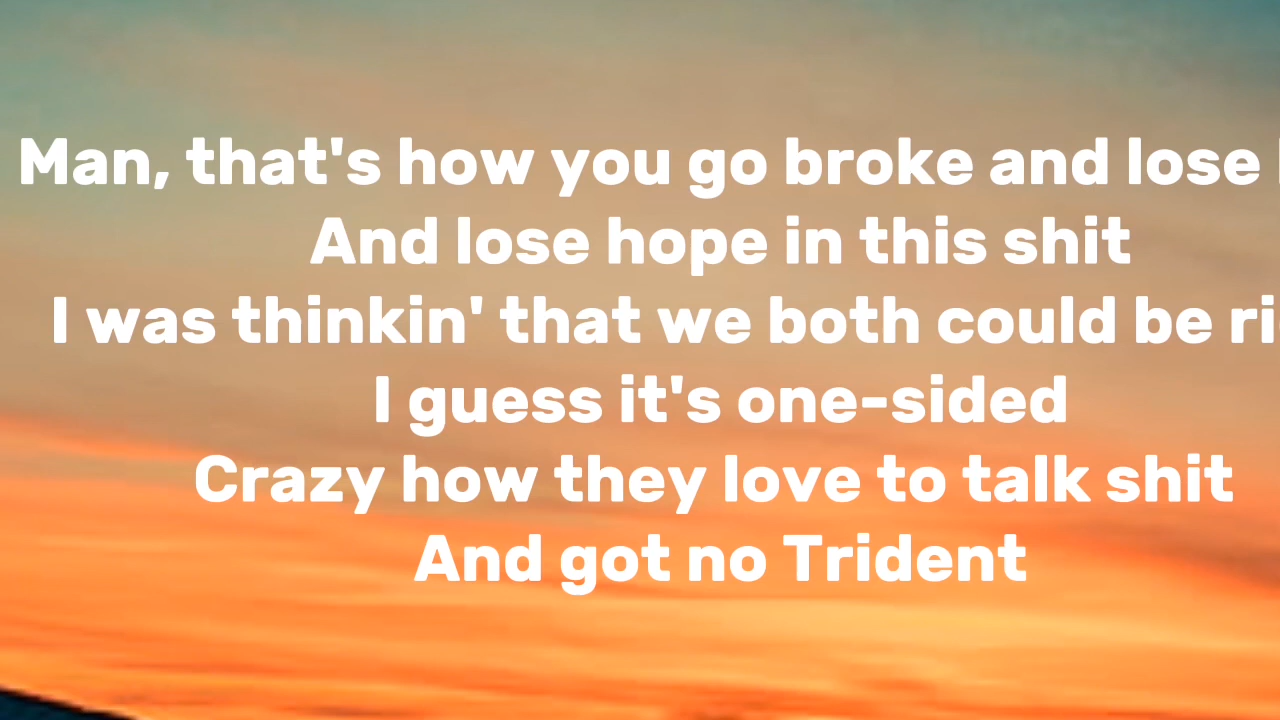 Man, that's how you go broke and lose
And lose hope in this shit
I was thinkin' that we both could be ri
I guess it's one-sided
Crazy how they love to talk shit
And got no Trident